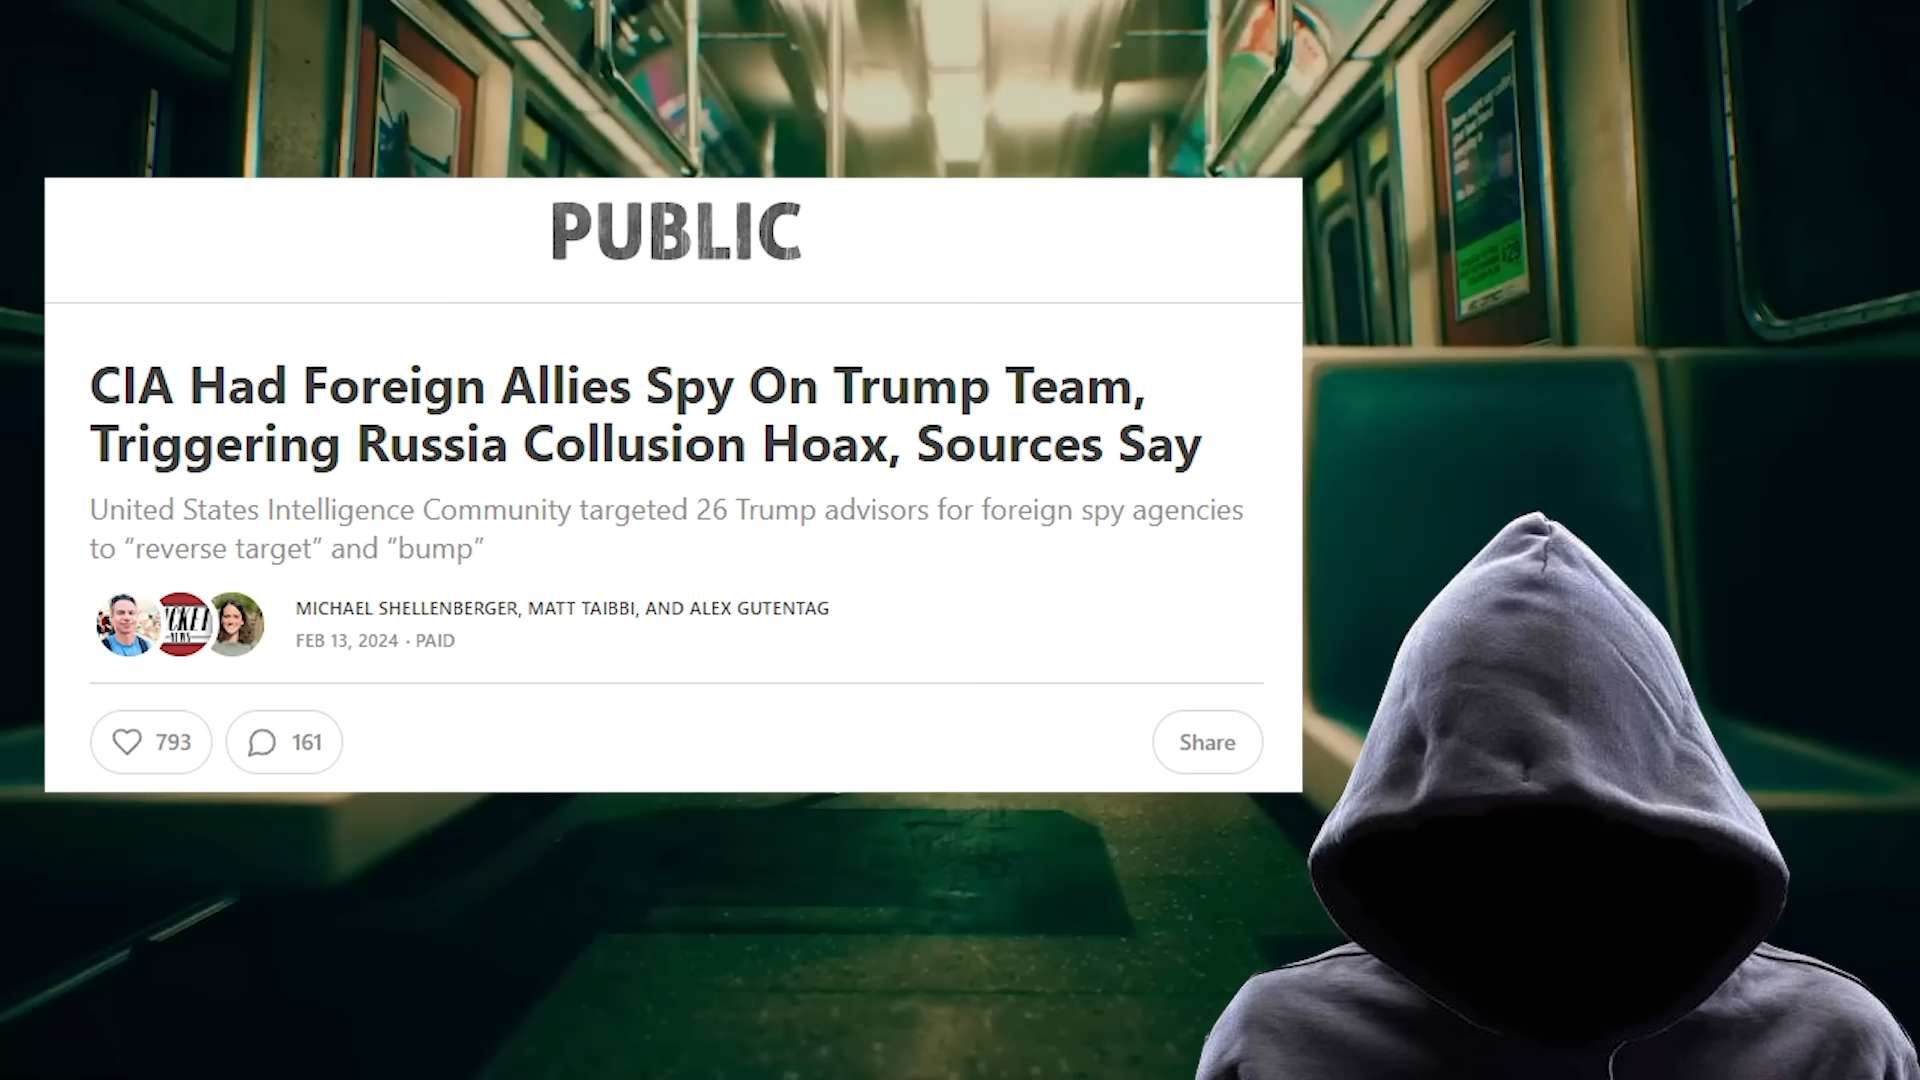 PUBLIC
CIA Had Foreign Allies Spy On Trump Team,
Triggering Russia Collusion Hoax, Sources Say
United States Intelligence Community targeted 26 Trump advisors for foreign spy agencies
to “reverse target” and “bump”
MICHAEL SHELLENBERGER, MATT TAIBBI, AND ALEX GUTENTAG
FEB 13, 2024 · PAID
793
161
Share